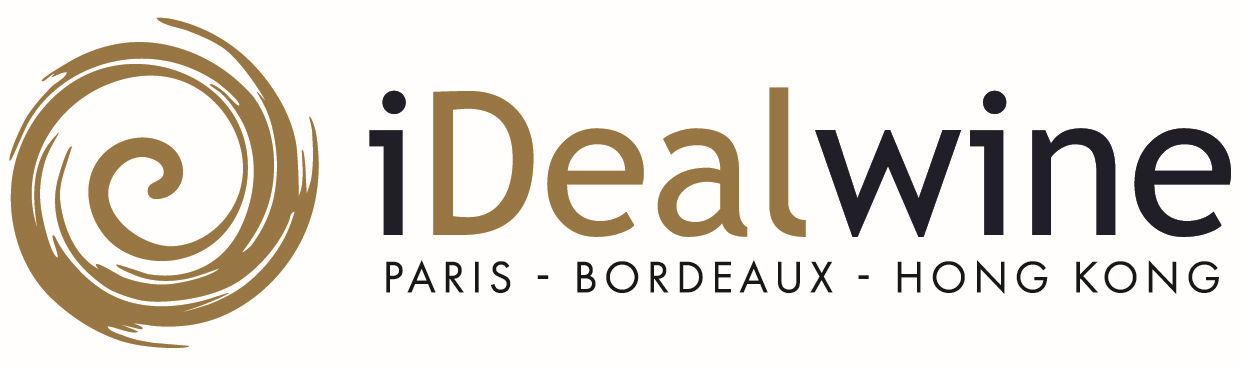 iDealwine
PARIS - BORDEAUX - HONG KONG